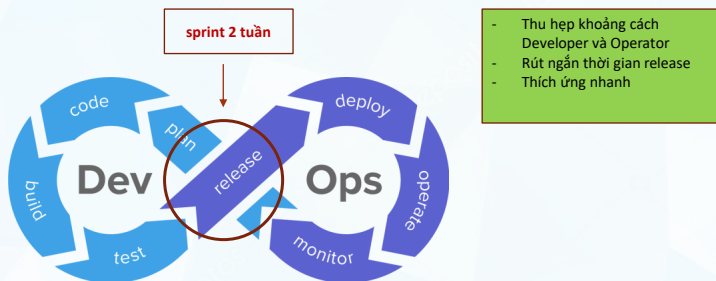 sprint 2 tuần
- Thu hẹp khoảng cách
Developer và Operator
- Rút ngắn thời gian release
- Thích ứng nhanh
code
plan
build
test
Dev
release
Ops
deploy
operate
monitor